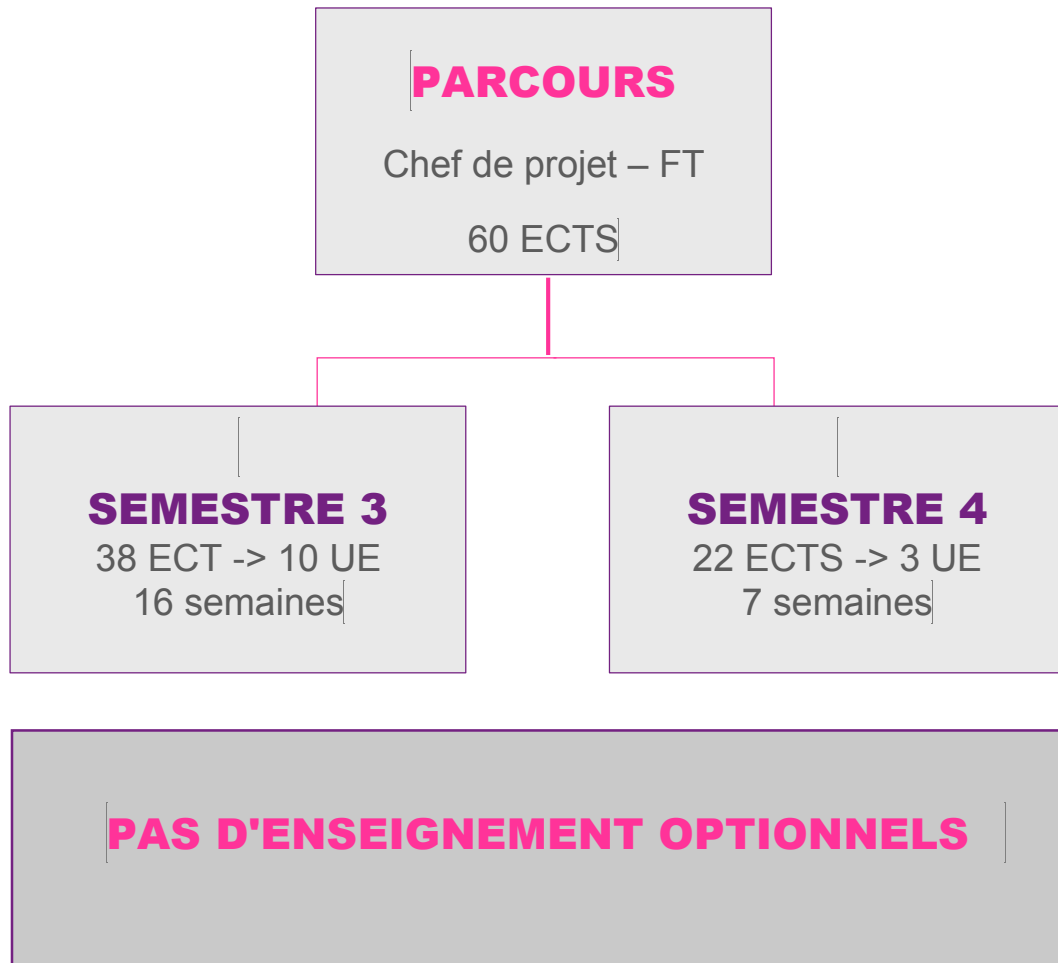 PARCOURS
Chef de projet – FT
60 ECTS
SEMESTRE 3
38 ECT -> 10 UE
16 semaines
SEMESTRE 4
22 ECTS -> 3 UE
7 semaines
PAS D'ENSEIGNEMENT OPTIONNELS